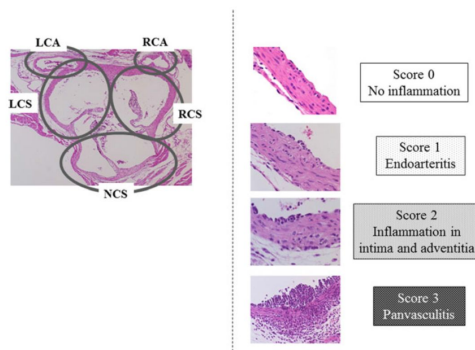 LCA
RCA
LCS
RCS
NCS
Score 0
No inflammation
Score 1
Endoarteritis
Score 2
Inflammation in
intima and adventitia
Score 3
Panvasculitis